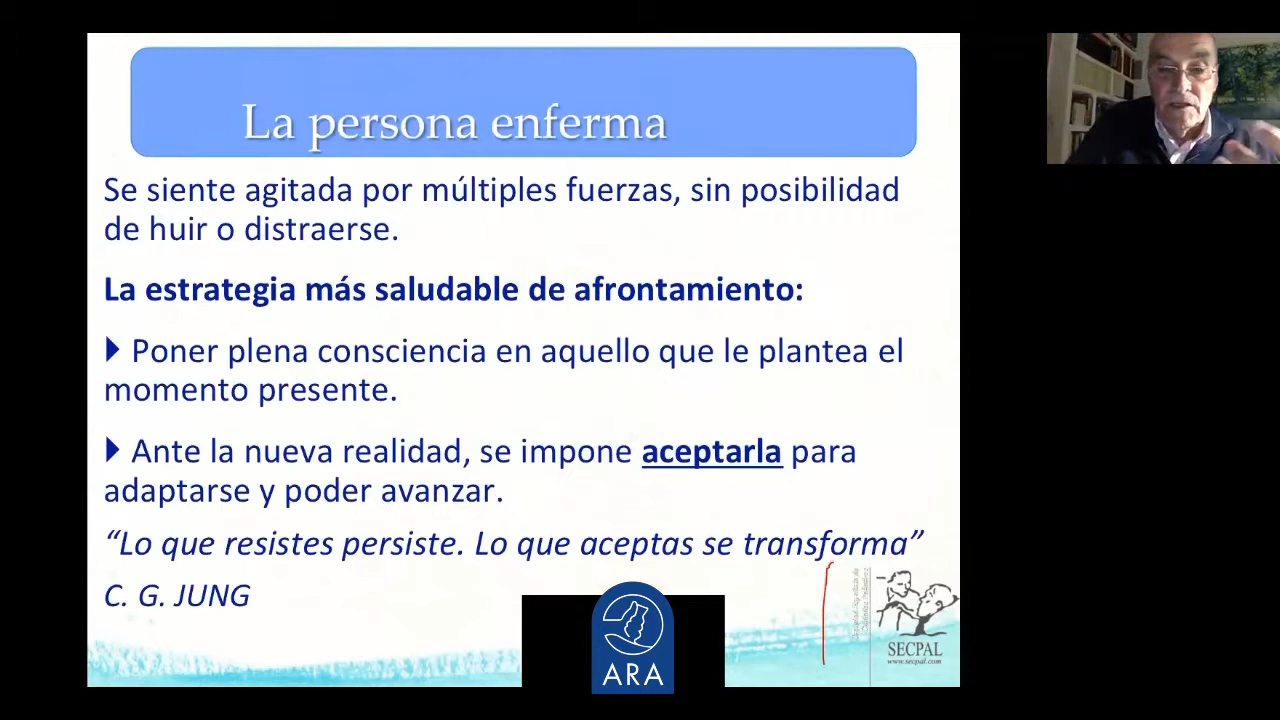 La persona enferma
Se siente agitada por múltiples fuerzas, sin posibilidad
de huir o distraerse.
La estrategia más saludable de afrontamiento:
Poner plena consciencia en aquello que le plantea el
momento presente.
Ante la nueva realidad, se impone aceptarla para
adaptarse y poder avanzar.
“Lo que resistes persiste. Lo que aceptas se transforma”
C. G. JUNG
SECPAL
www.secpal.com
ARA